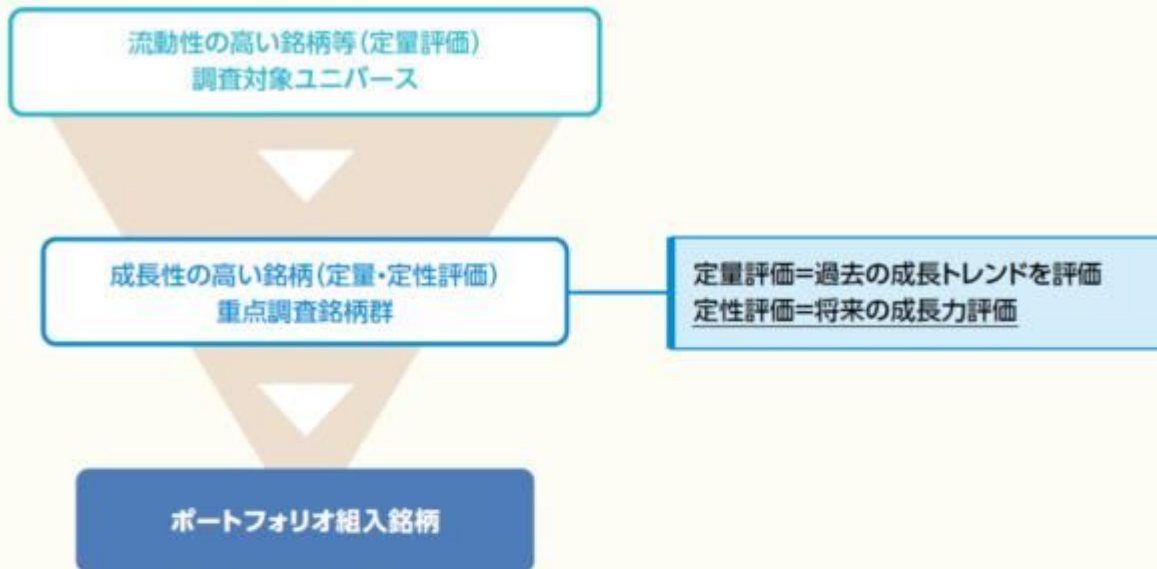 流動性の高い銘柄等(定量評価)
調査対象ユニバース
成長性の高い銘柄(定量・定性評価)
重点調査銘柄群
定量評価=過去の成長トレンドを評価
定性評価=将来の成長力評価
ポートフォリオ組入銘柄